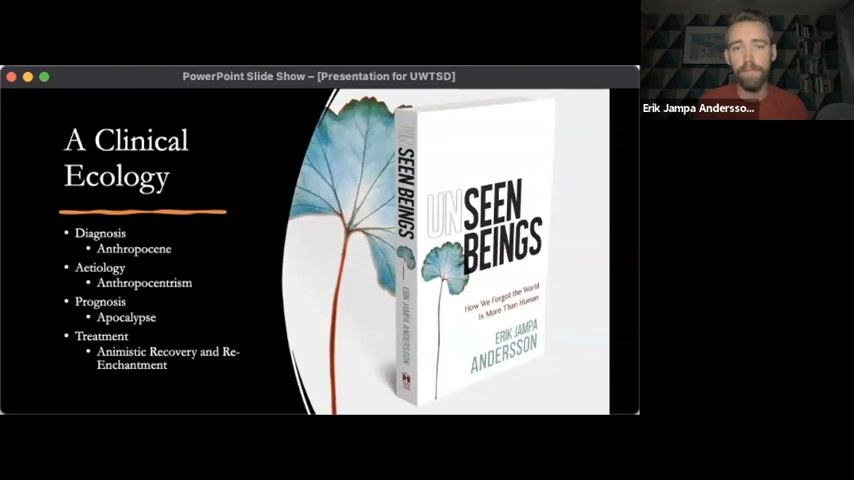 PowerPoint Slide Show – [Presentation for UWTSD]
Erik Jampa Andersso...
A Clinical
Ecology
• Diagnosis
• Anthropocene
• Aetiology
• Anthropocentrism
• Prognosis
• Apocalypse
• Treatment
• Animistic Recovery and Re-
Enchantment
UNSEEN BEINGS
ERIK JAMPA ANDERSSON
UNSEEN
BEINGS
How We Forgot the World
Is More Than Human
ERIK JAMPA
ANDERSSON